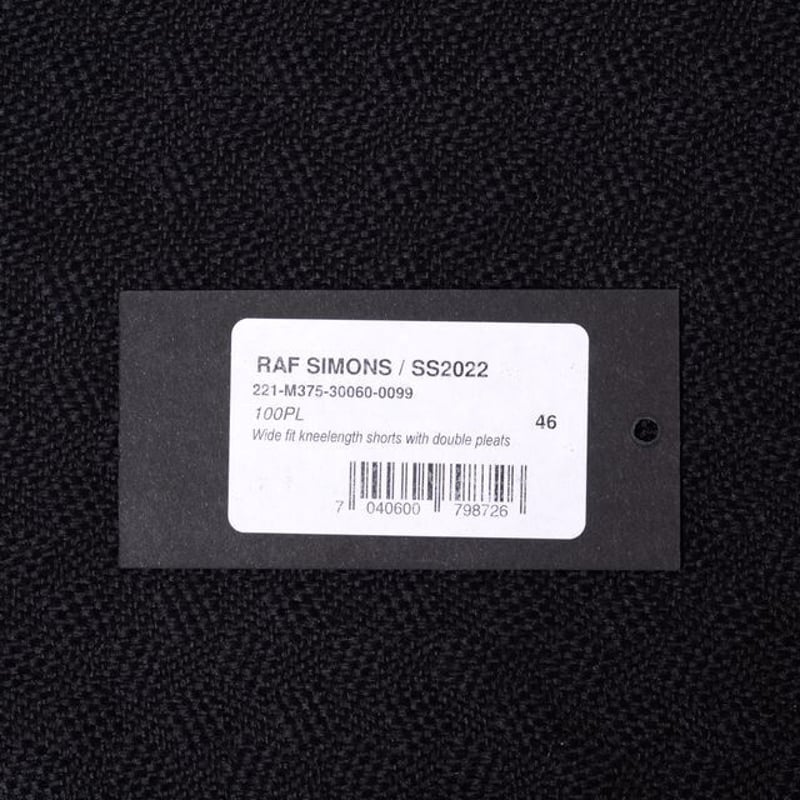 RAF SIMONS / SS2022
221-M375-30060-0099
100PL
46
Wide fit kneelength shorts with double pleats
7 040600 798726